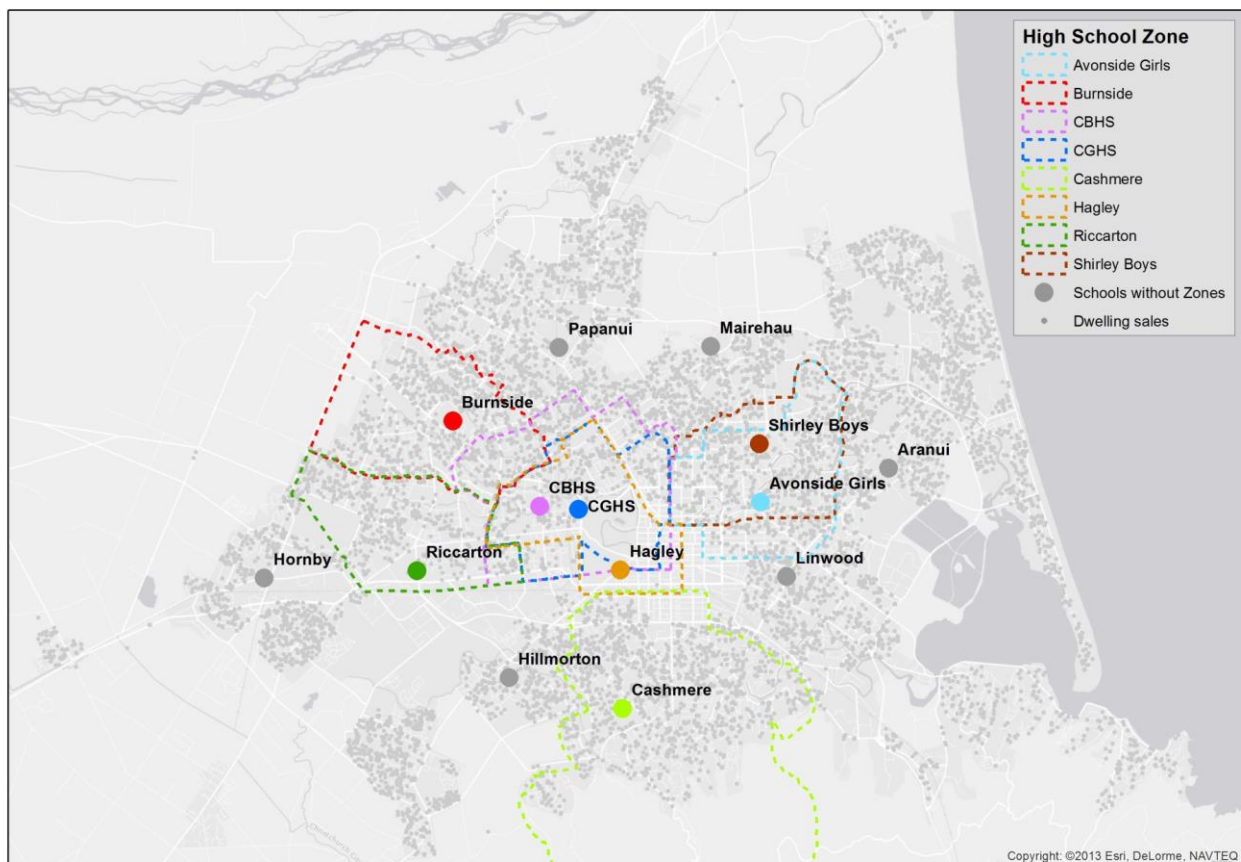 High School Zone
Avonside Girls
Burnside
CBHS
CGHS
Cashmere
Hagley
Riccarton
Shirley Boys
Schools without Zones
Dwelling sales
Papanui
Mairehau
Burnside
Shirley Boys
Aranui
CBHS
Avonside Girls
CGHS
Hornby
Riccarton
Hagley
Linwood
Hillmorton
Cashmere
Copyright: ©2013 Esri, DeLorme, NAVTEQ